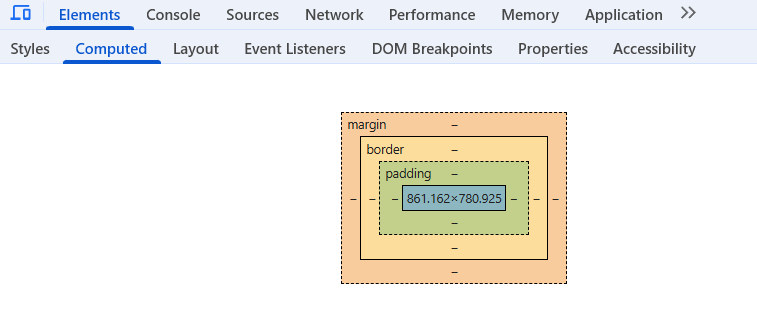 Elements Console Sources Network Performance Memory Application
Styles Computed Layout Event Listeners DOM Breakpoints Properties Accessibility
margin –
border –
padding –
– – – 861.162×780.925 – – –
–
–
–